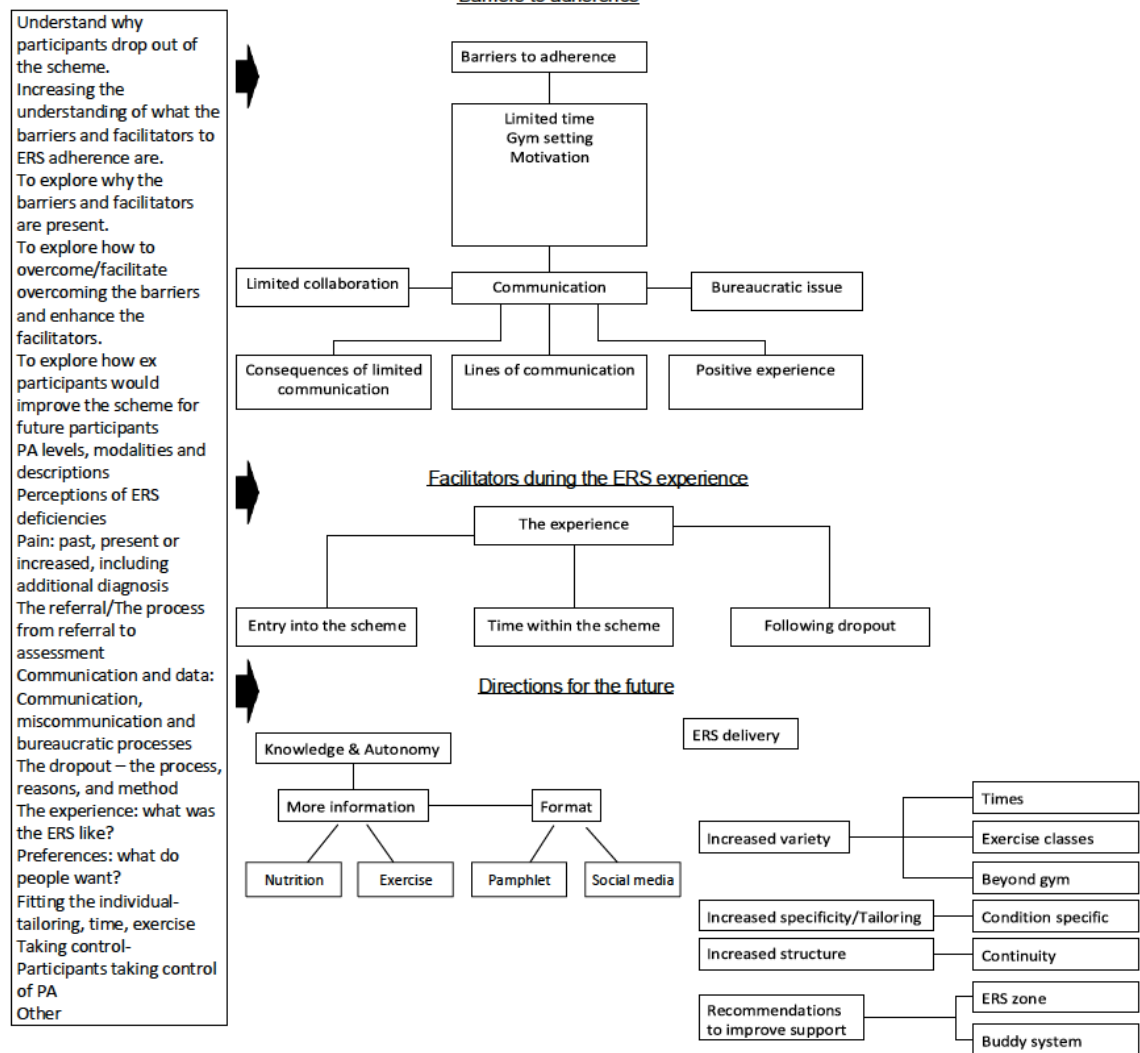 Barriers to adherence
Understand why
participants drop out of
the scheme.
Increasing the
understanding of what the
barriers and facilitators to
ERS adherence are.
To explore why the
barriers and facilitators
are present.
To explore how to
overcome/facilitate
overcoming the barriers
and enhance the
facilitators.
To explore how ex
participants would
improve the scheme for
future participants
PA levels, modalities and
descriptions
Perceptions of ERS
deficiencies
Pain: past, present or
increased, including
additional diagnosis
The referral/The process
from referral to
assessment
Communication and data:
Communication,
miscommunication and
bureaucratic processes
The dropout – the process,
reasons, and method
The experience: what was
the ERS like?
Preferences: what do
people want?
Fitting the individual-
tailoring, time, exercise
Taking control-
Participants taking control
of PA
Other
Barriers to adherence
Limited time
Gym setting
Motivation
Limited collaboration
Communication
Bureaucratic issue
Consequences of limited
communication
Lines of communication
Positive experience
Facilitators during the ERS experience
The experience
Entry into the scheme
Time within the scheme
Following dropout
Directions for the future
Knowledge & Autonomy
More information
Format
Nutrition
Exercise
Pamphlet
Social media
ERS delivery
Increased variety
Times
Exercise classes
Beyond gym
Increased specificity/Tailoring
Condition specific
Increased structure
Continuity
Recommendations
to improve support
ERS zone
Buddy system